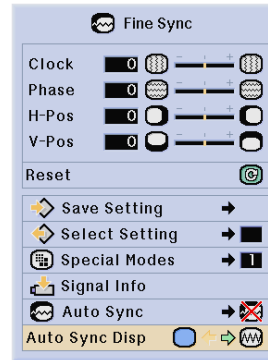 Fine Sync
Clock 0
Phase 0
H-Pos 0
V-Pos 0
Reset
Save Setting
Select Setting
Special Modes 1
Signal Info
Auto Sync
Auto Sync Disp